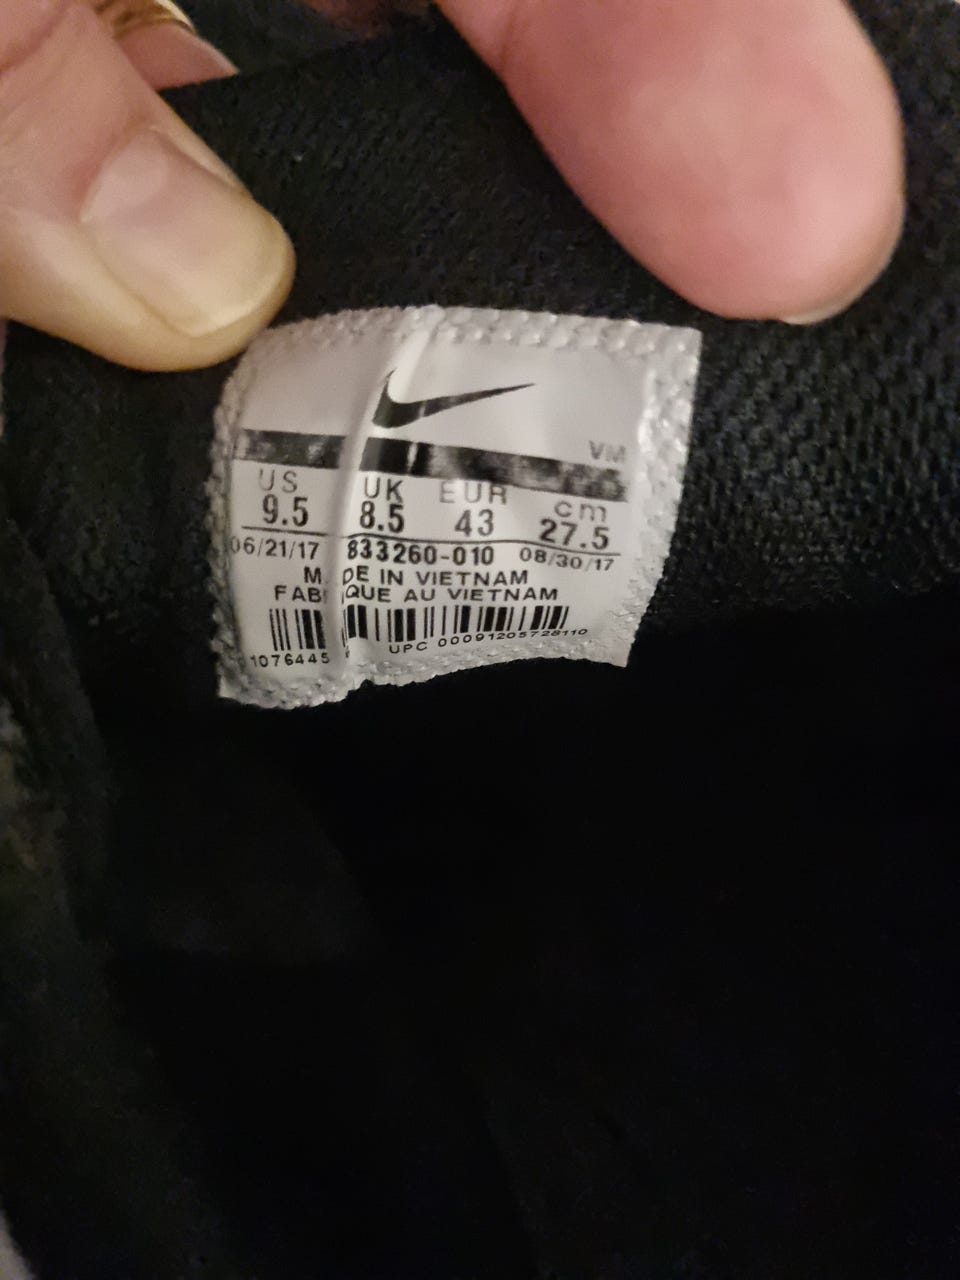 VM
US UK EUR cm
9.5 8.5 43 27.5
06/21/17 833260-010 08/30/17
M DE IN VIETNAM
FAB QUE AU VIETNAM
1076445 UPC 00091205728110